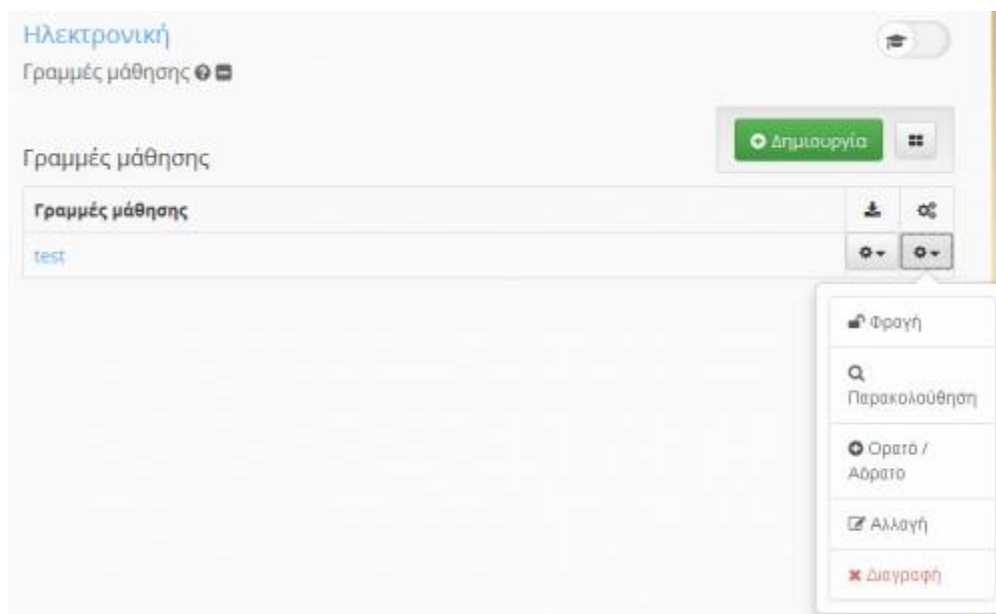 Ηλεκτρονική
Γραμμές μάθησης
Δημιουργία
Γραμμές μάθησης
Γραμμές μάθησης
test
Φραγή
Παρακολούθηση
Ορατό /
Αόρατο
Αλλαγή
Διαγραφή